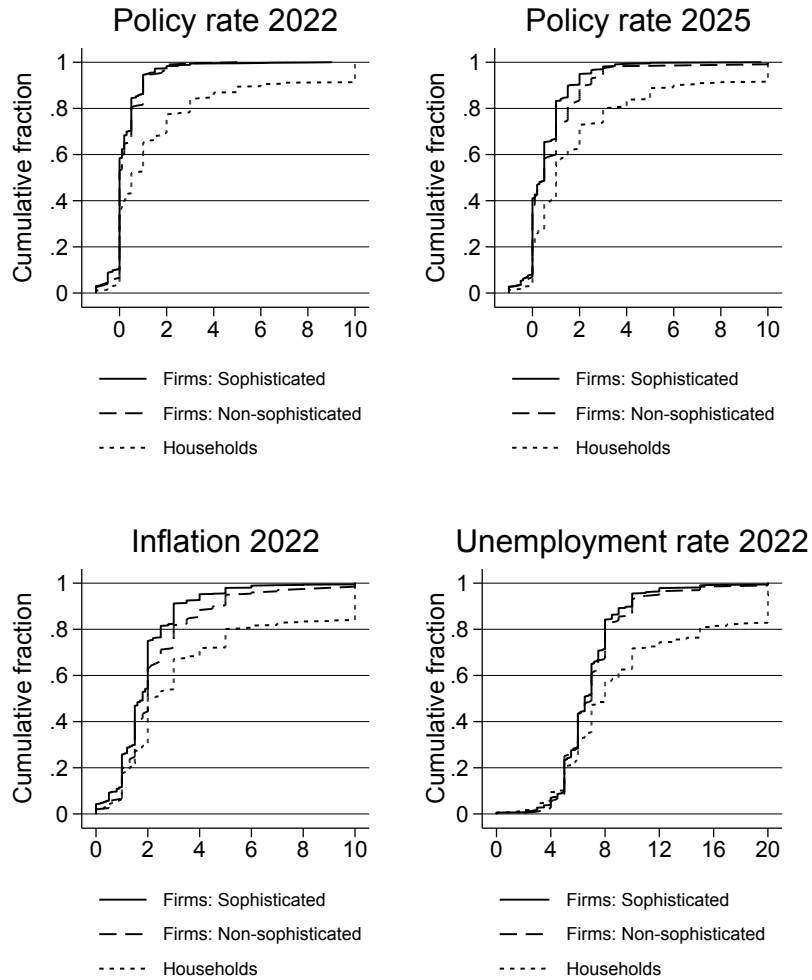 Policy rate 2022
Cumulative fraction
1
.8
.6
.4
.2
0
0 2 4 6 8 10
Firms: Sophisticated
Firms: Non-sophisticated
Households
Policy rate 2025
Cumulative fraction
1
.8
.6
.4
.2
0
0 2 4 6 8 10
Firms: Sophisticated
Firms: Non-sophisticated
Households
Inflation 2022
Cumulative fraction
1
.8
.6
.4
.2
0
0 2 4 6 8 10
Firms: Sophisticated
Firms: Non-sophisticated
Households
Unemployment rate 2022
Cumulative fraction
1
.8
.6
.4
.2
0
0 4 8 12 16 20
Firms: Sophisticated
Firms: Non-sophisticated
Households